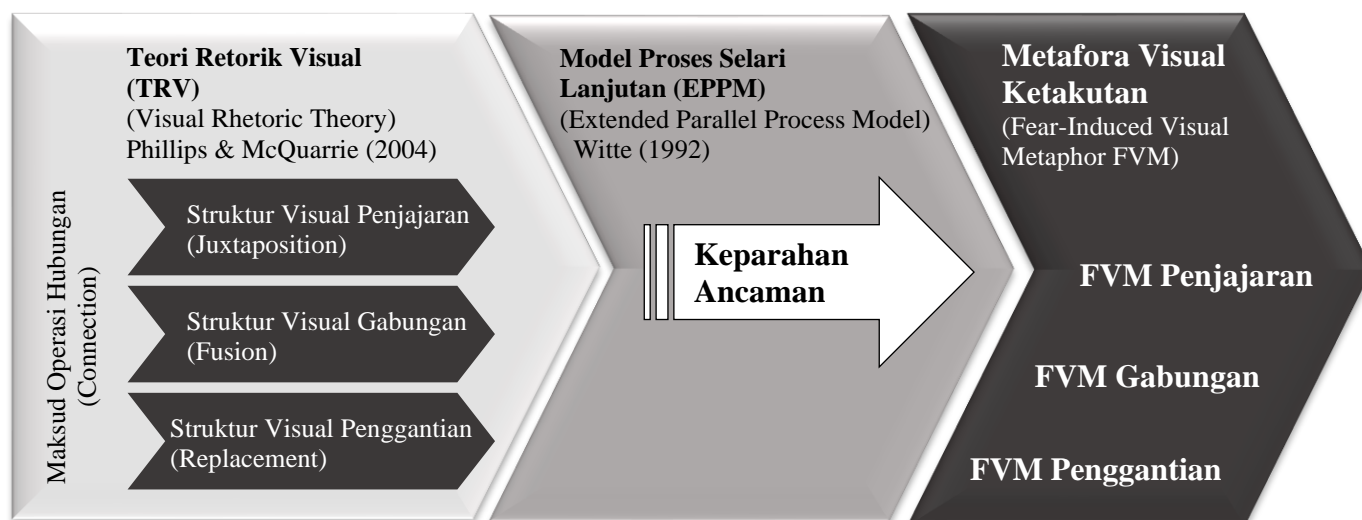 Teori Retorik Visual
(TRV)
(Visual Rhetoric Theory)
Phillips & McQuarrie (2004)
Maksud Operasi Hubungan
(Connection)
Struktur Visual Penjajaran
(Juxtaposition)
Struktur Visual Gabungan
(Fusion)
Struktur Visual Penggantian
(Replacement)
Model Proses Selari
Lanjutan (EPPM)
(Extended Parallel Process Model)
Witte (1992)
Keparahan
Ancaman
Metafora Visual
Ketakutan
(Fear-Induced Visual
Metaphor FVM)
FVM Penjajaran
FVM Gabungan
FVM Penggantian